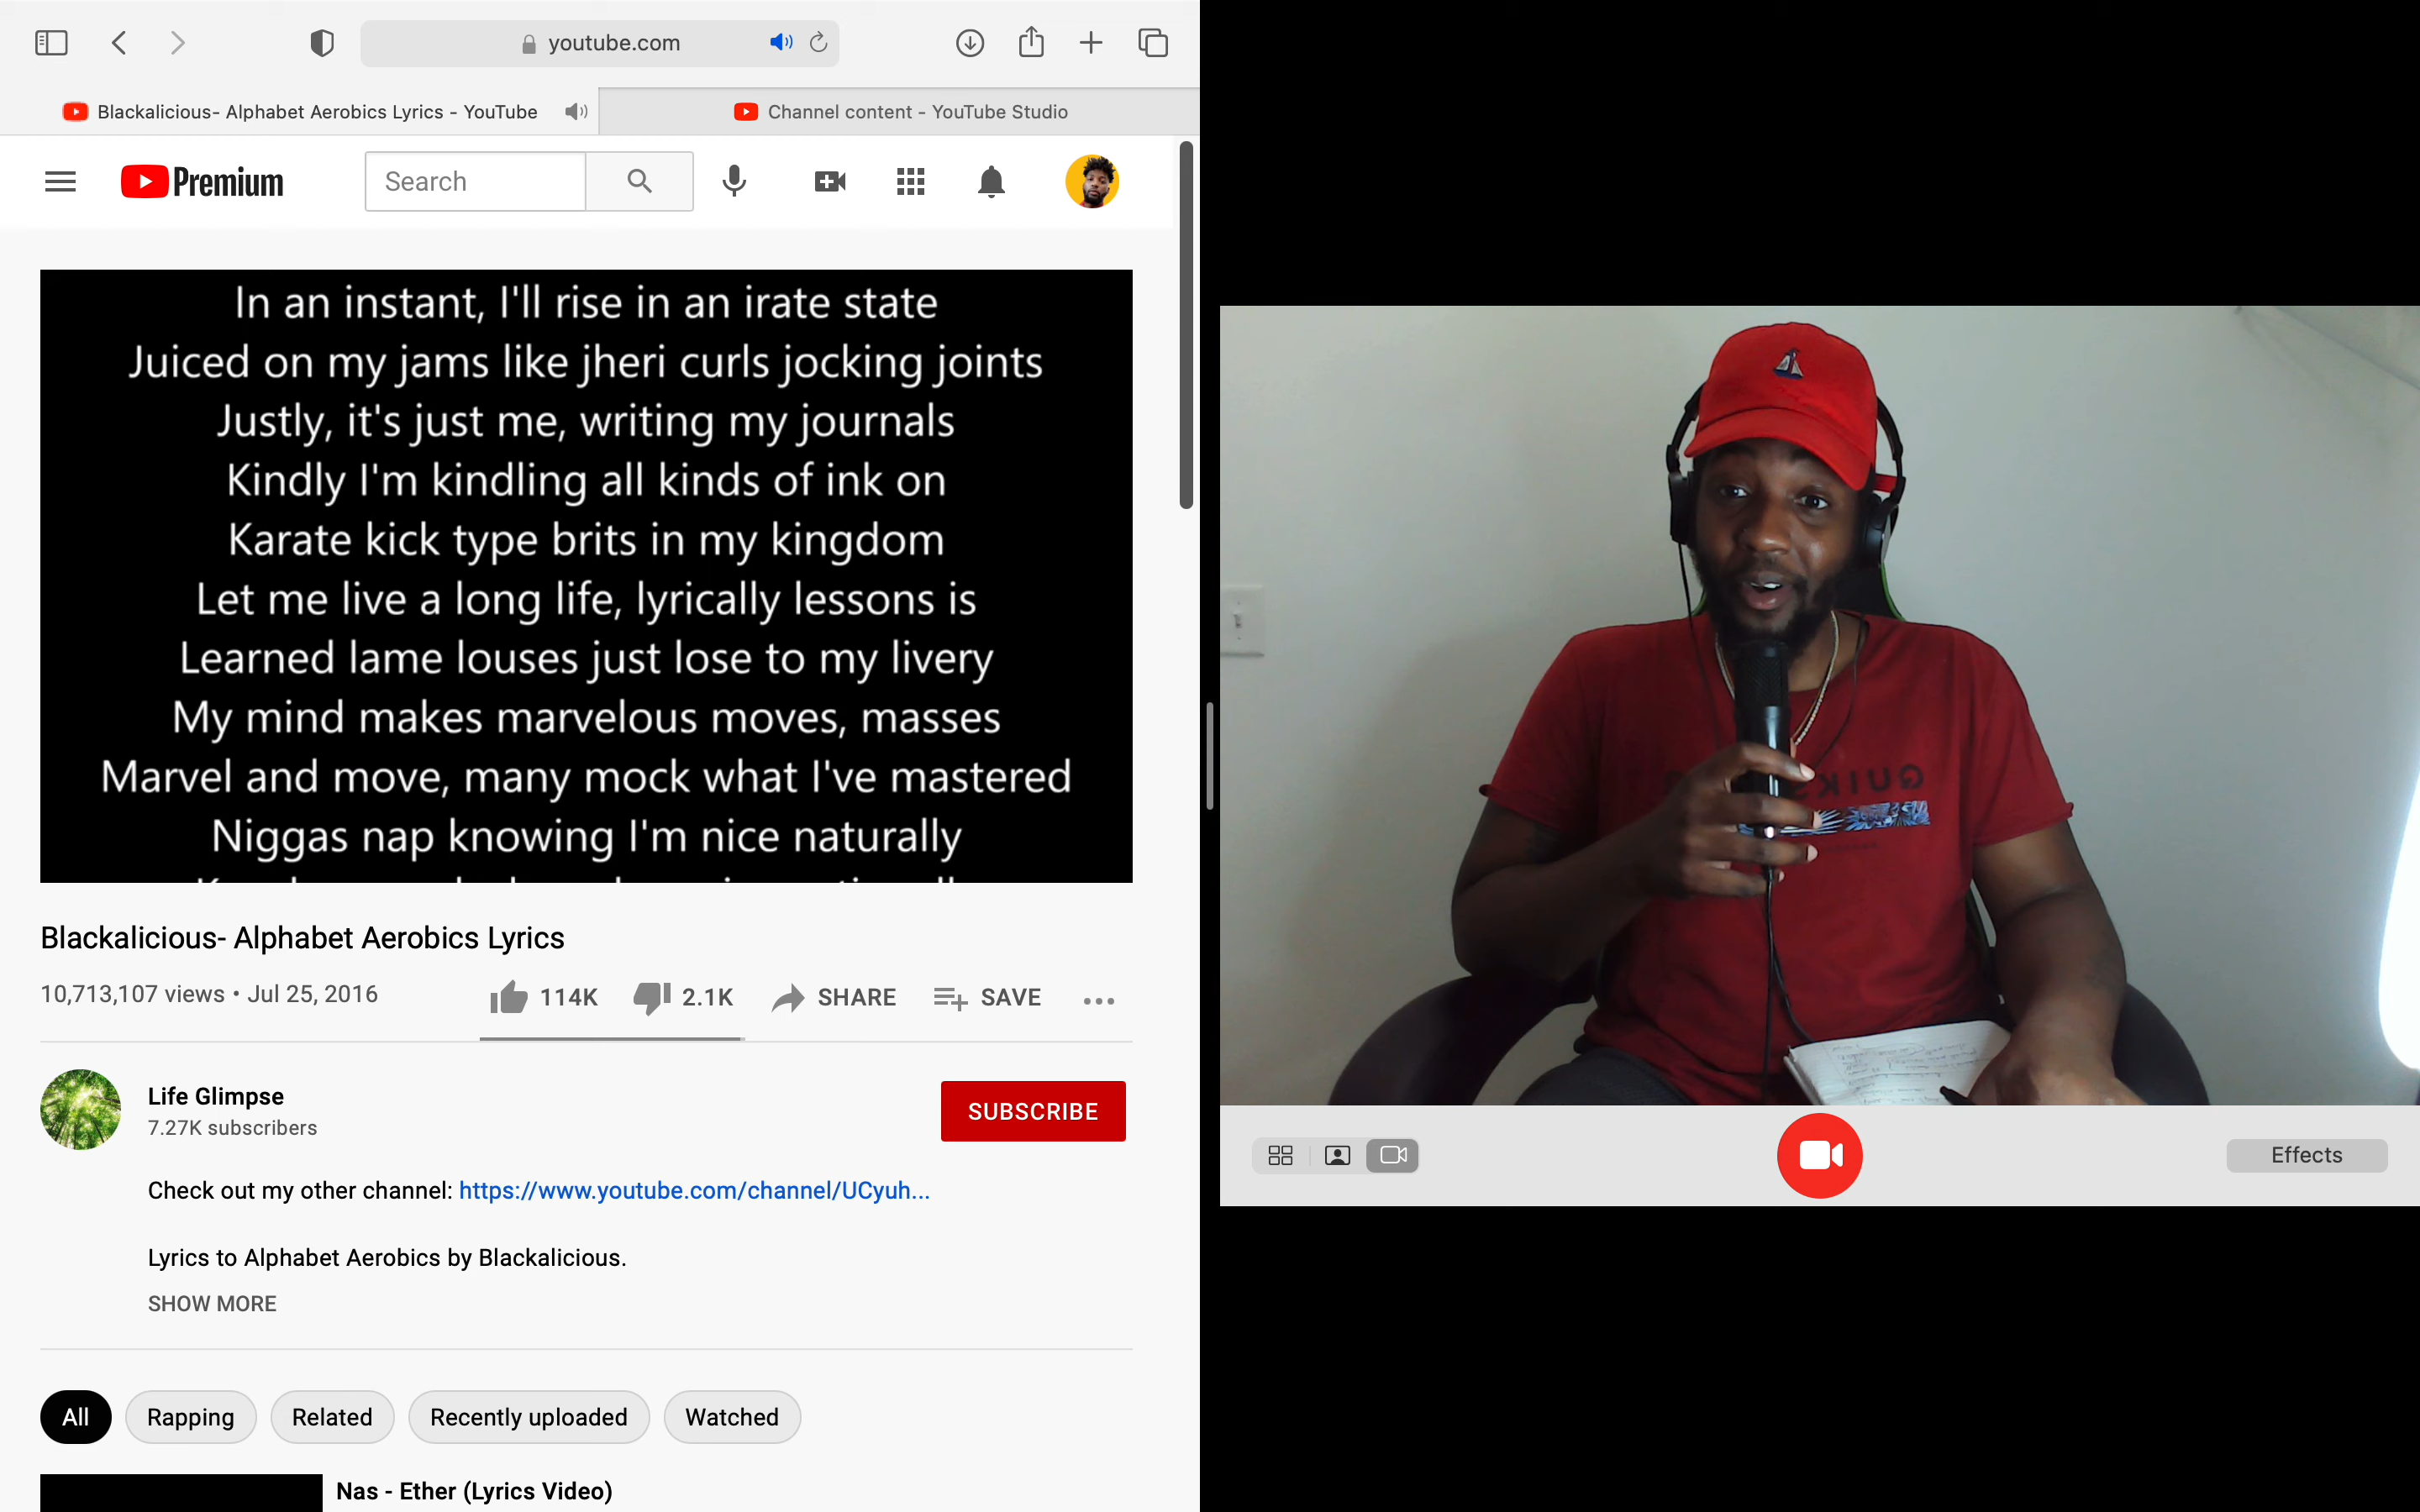 youtube.com
Blackalicious- Alphabet Aerobics Lyrics - YouTube
Channel content - YouTube Studio
Premium
Search
In an instant, I'll rise in an irate state
Juiced on my jams like jheri curls jocking joints
Justly, it's just me, writing my journals
Kindly I'm kindling all kinds of ink on
Karate kick type brits in my kingdom
Let me live a long life, lyrically lessons is
Learned lame louses just lose to my livery
My mind makes marvelous moves, masses
Marvel and move, many mock what I've mastered
Niggas nap knowing I'm nice naturally
Blackalicious- Alphabet Aerobics Lyrics
10,713,107 views • Jul 25, 2016
114K
2.1K
SHARE
SAVE
Life Glimpse
7.27K subscribers
SUBSCRIBE
Check out my other channel: https://www.youtube.com/channel/UCyuh...
Lyrics to Alphabet Aerobics by Blackalicious.
SHOW MORE
All
Rapping
Related
Recently uploaded
Watched
Nas - Ether (Lyrics Video)
Effects